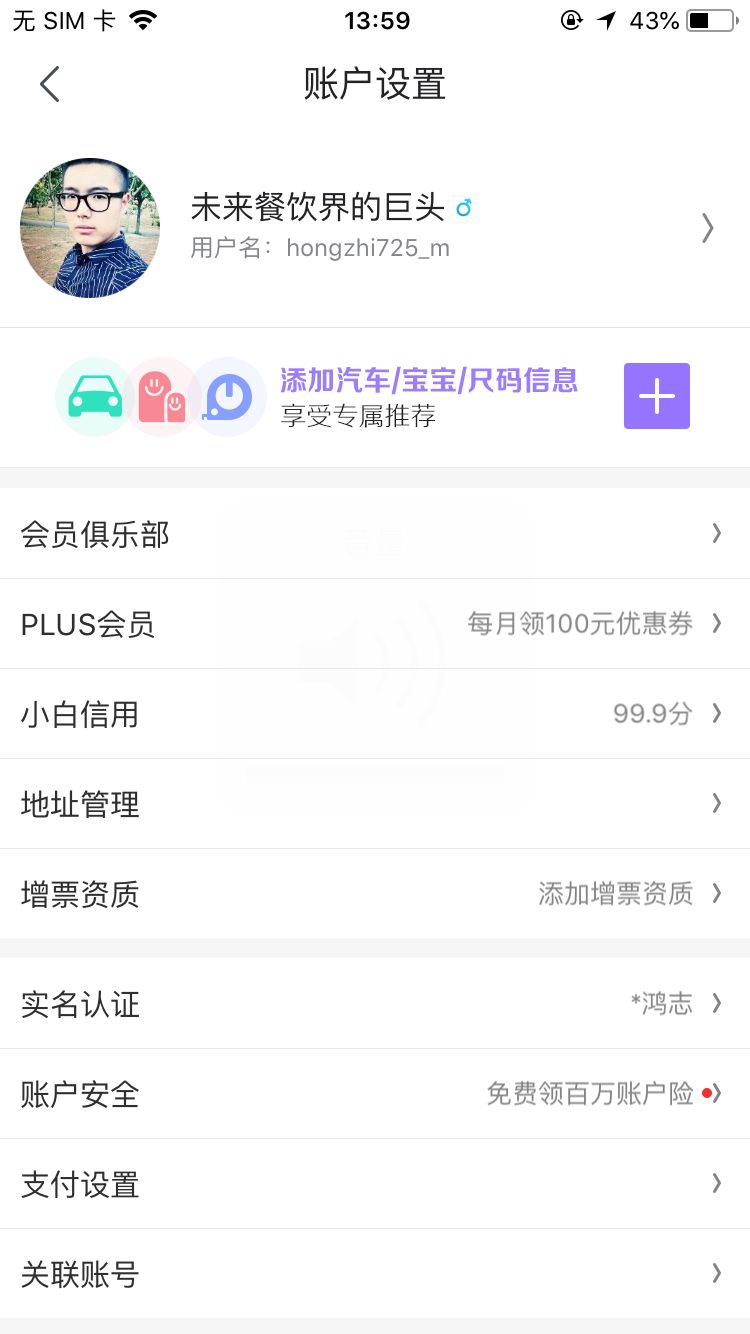 无 SIM 卡 13:59 43%
账户设置
未来餐饮界的巨头
用户名：hongzhi725_m
添加汽车/宝宝/尺码信息
享受专属推荐
会员俱乐部
PLUS会员 每月领100元优惠券
小白信用 99.9分
地址管理
增票资质 添加增票资质
实名认证 *鸿志
账户安全 免费领百万账户险
支付设置
关联账号